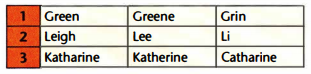 1 Green Greene Grin
2 Leigh Lee Li
3 Katharine Katherine Catharine